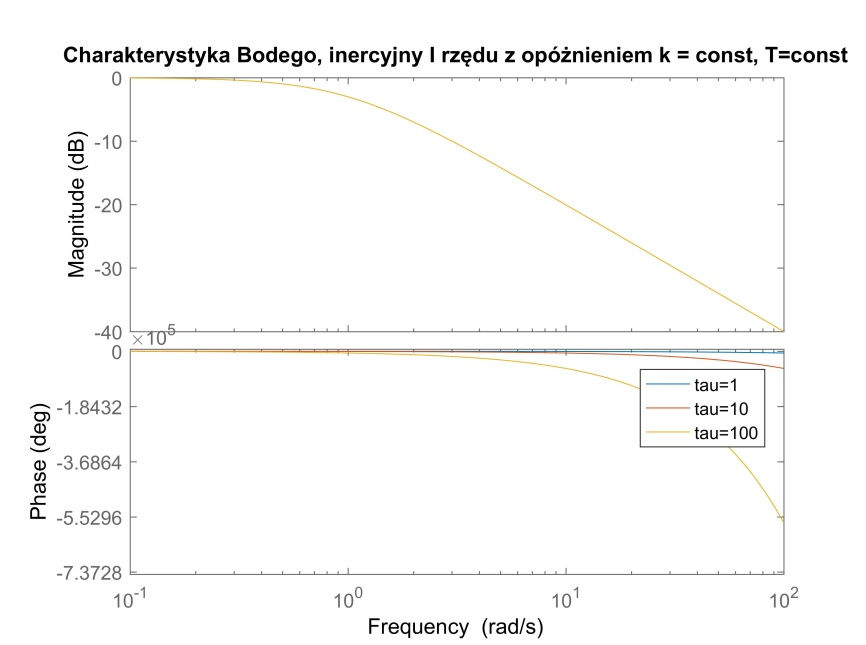 Charakterystyka Bodego, inercyjny I rzędu z opóżnieniem k = const, T=const
0
-10
-20
-30
-40
Magnitude (dB)
×10^5
0
-1.8432
-3.6864
-5.5296
-7.3728
Phase (deg)
tau=1
tau=10
tau=100
10^-1
10^0
10^1
10^2
Frequency (rad/s)